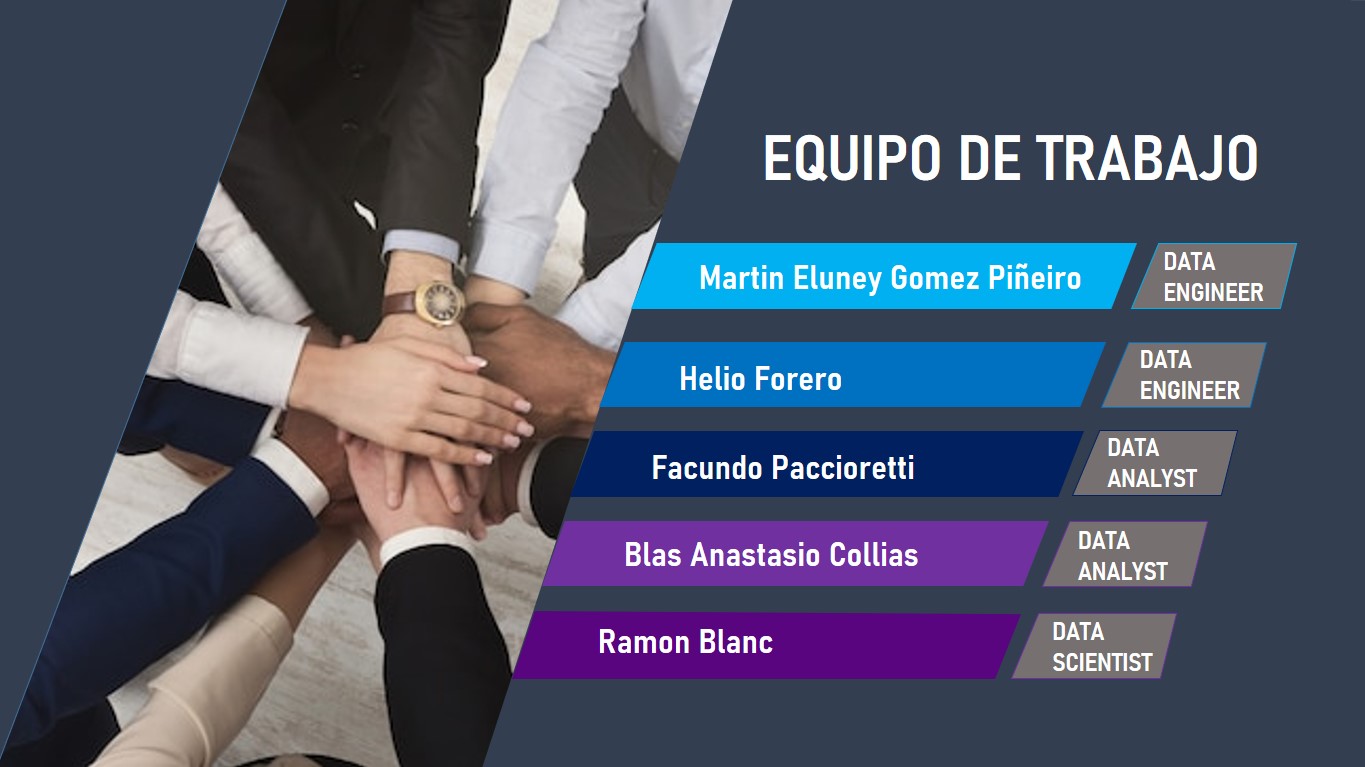 EQUIPO DE TRABAJO
Martin Eluney Gomez Piñeiro
DATA
ENGINEER
Helio Forero
DATA
ENGINEER
Facundo Paccioretti
DATA
ANALYST
Blas Anastasio Collias
DATA
ANALYST
Ramon Blanc
DATA
SCIENTIST